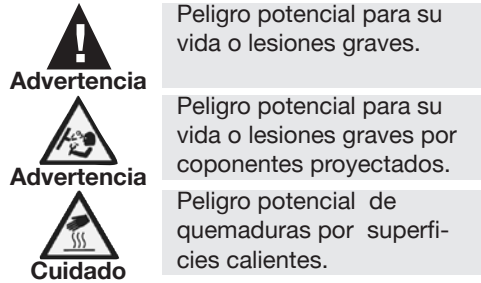 Peligro potencial para su
vida o lesiones graves.
Advertencia
Peligro potencial para su
vida o lesiones graves por
coponentes proyectados.
Advertencia
Peligro potencial de
quemaduras por superfi-
cies calientes.
Cuidado